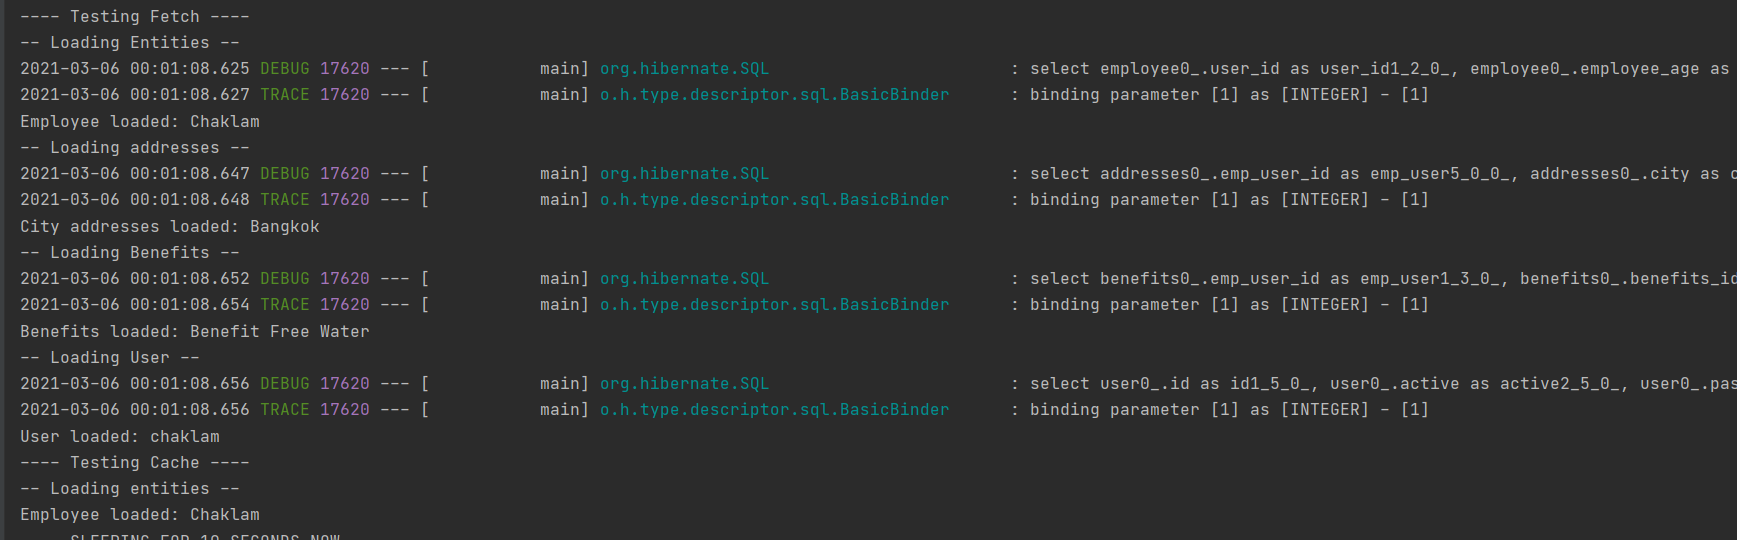 ---- Testing Fetch ----
-- Loading Entities --
2021-03-06 00:01:08.625 DEBUG 17620 --- [           main] org.hibernate.SQL                        : select employee0_.user_id as user_id1_2_0_, employee0_.employee_age as
2021-03-06 00:01:08.627 TRACE 17620 --- [           main] o.h.type.descriptor.sql.BasicBinder      : binding parameter [1] as [INTEGER] - [1]
Employee loaded: Chaklam
-- Loading addresses --
2021-03-06 00:01:08.647 DEBUG 17620 --- [           main] org.hibernate.SQL                        : select addresses0_.emp_user_id as emp_user5_0_0_, addresses0_.city as
2021-03-06 00:01:08.648 TRACE 17620 --- [           main] o.h.type.descriptor.sql.BasicBinder      : binding parameter [1] as [INTEGER] - [1]
City addresses loaded: Bangkok
-- Loading Benefits --
2021-03-06 00:01:08.652 DEBUG 17620 --- [           main] org.hibernate.SQL                        : select benefits0_.emp_user_id as emp_user1_3_0_, benefits0_.benefits_id
2021-03-06 00:01:08.654 TRACE 17620 --- [           main] o.h.type.descriptor.sql.BasicBinder      : binding parameter [1] as [INTEGER] - [1]
Benefits loaded: Benefit Free Water
-- Loading User --
2021-03-06 00:01:08.656 DEBUG 17620 --- [           main] org.hibernate.SQL                        : select user0_.id as id1_5_0_, user0_.active as active2_5_0_, user0_.pas
2021-03-06 00:01:08.656 TRACE 17620 --- [           main] o.h.type.descriptor.sql.BasicBinder      : binding parameter [1] as [INTEGER] - [1]
User loaded: chaklam
---- Testing Cache ----
-- Loading entities --
Employee loaded: Chaklam
SLEEPING FOR 10 SECONDS NOW